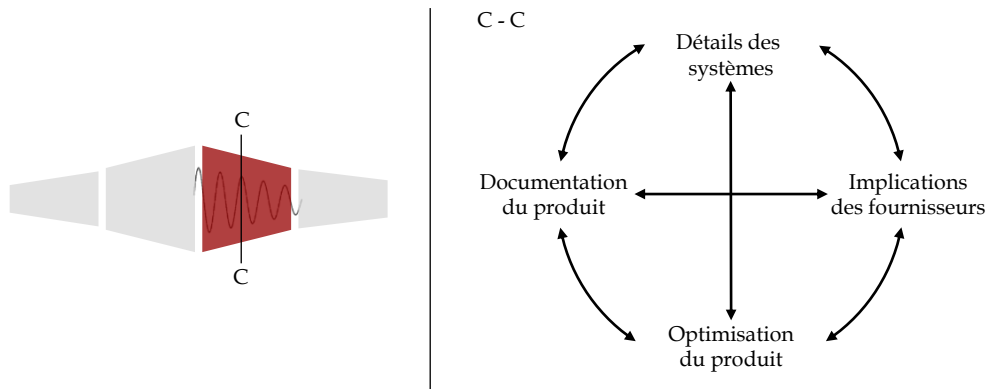 C
C
C - C
Détails des
systèmes
Documentation
du produit
Implications
des fournisseurs
Optimisation
du produit